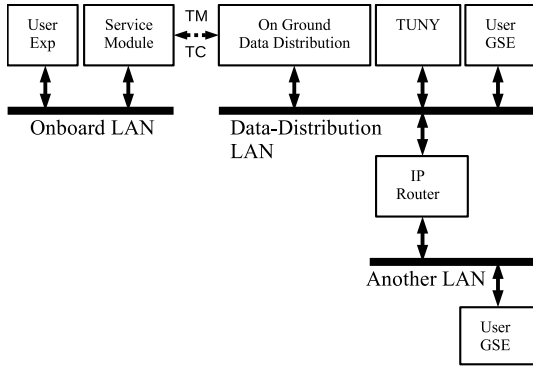 User
Exp
Service
Module
TM
TC
On Ground
Data Distribution
TUNY
User
GSE
Onboard LAN
Data-Distribution
LAN
IP
Router
Another LAN
User
GSE